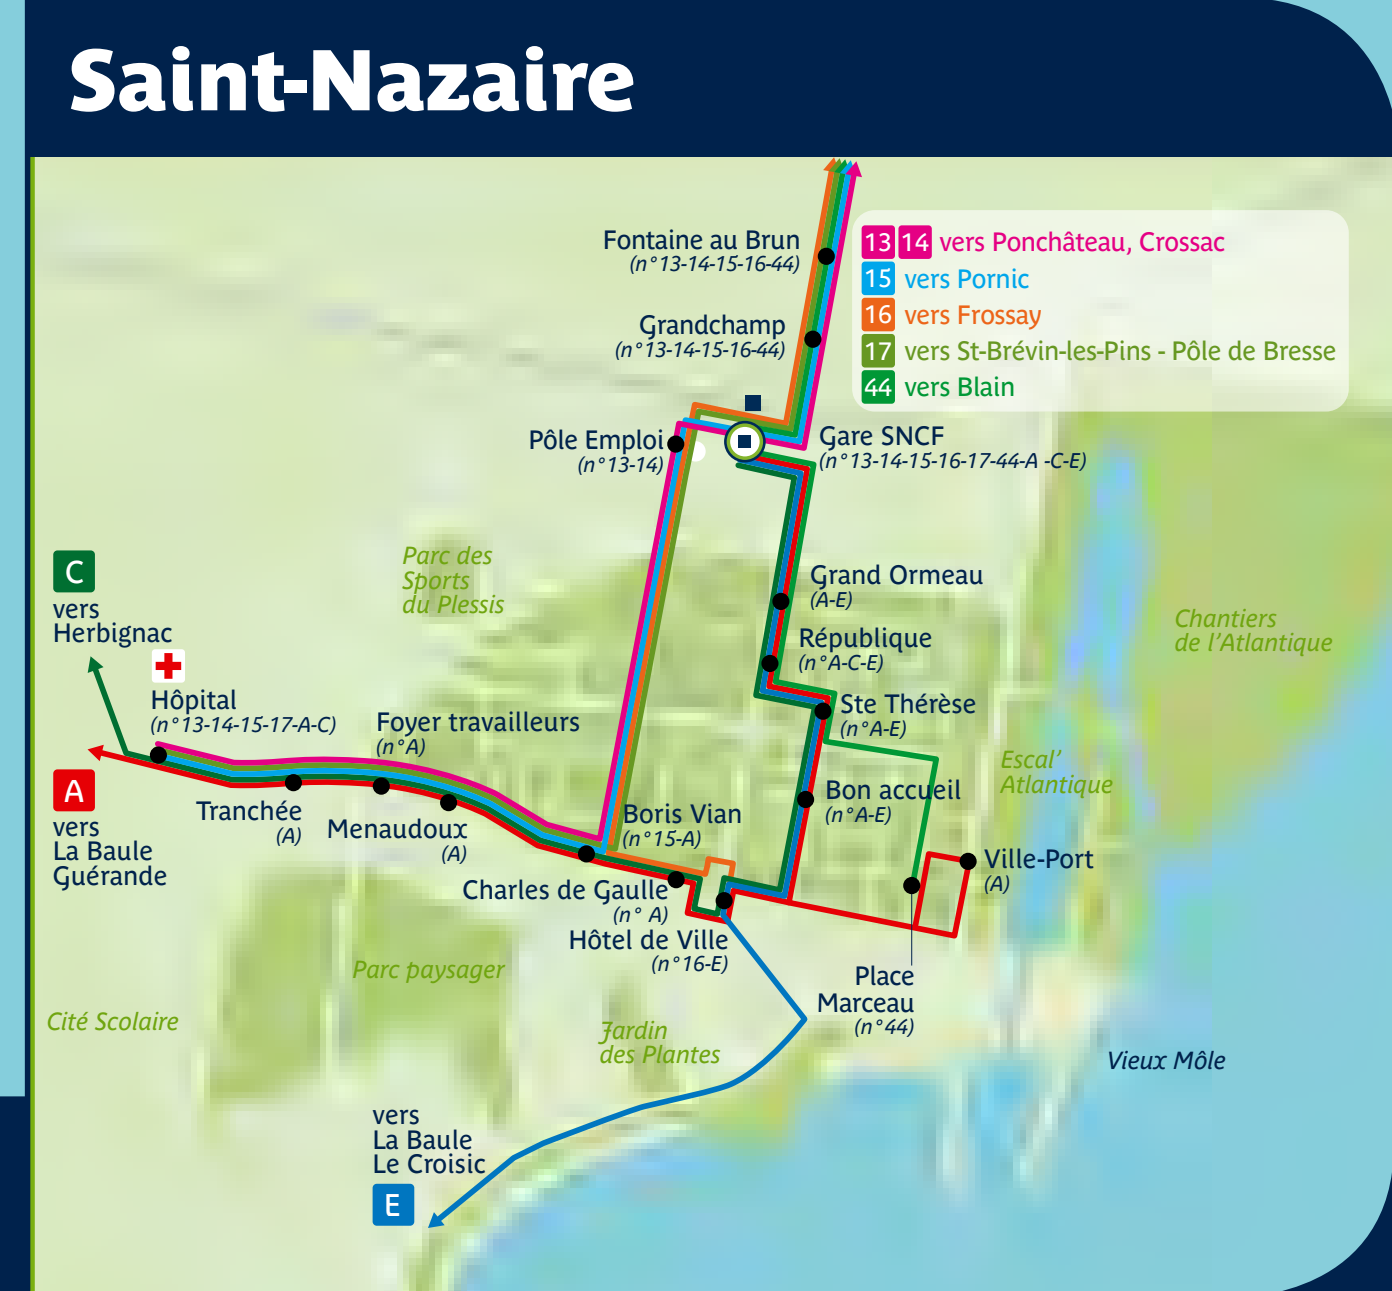 Saint-Nazaire
Fontaine au Brun
(n°13-14-15-16-44)
13 14 vers Ponchâteau, Crossac
15 vers Pornic
16 vers Frossay
17 vers St-Brévin-les-Pins - Pôle de Bresse
44 vers Blain
Grandchamp
(n°13-14-15-16-44)
Pôle Emploi
(n°13-14)
Gare SNCF
(n°13-14-15-16-17-44-A -C-E)
Parc des
Sports
du Plessis
C
vers
Herbignac
Grand Ormeau
(A-E)
République
(n°A-C-E)
Chantiers
de l'Atlantique
Hôpital
(n°13-14-15-17-A-C)
Foyer travailleurs
(n°A)
Ste Thérèse
(n°A-E)
Escal'
Atlantique
A
vers
La Baule
Guérande
Tranchée
(A)
Menaudoux
(A)
Boris Vian
(n°15-A)
Bon accueil
(n°A-E)
Ville-Port
(A)
Charles de Gaulle
(n° A)
Hôtel de Ville
(n°16-E)
Place
Marceau
(n°44)
Parc paysager
Cité Scolaire
Jardin
des Plantes
Vieux Môle
vers
La Baule
Le Croisic
E